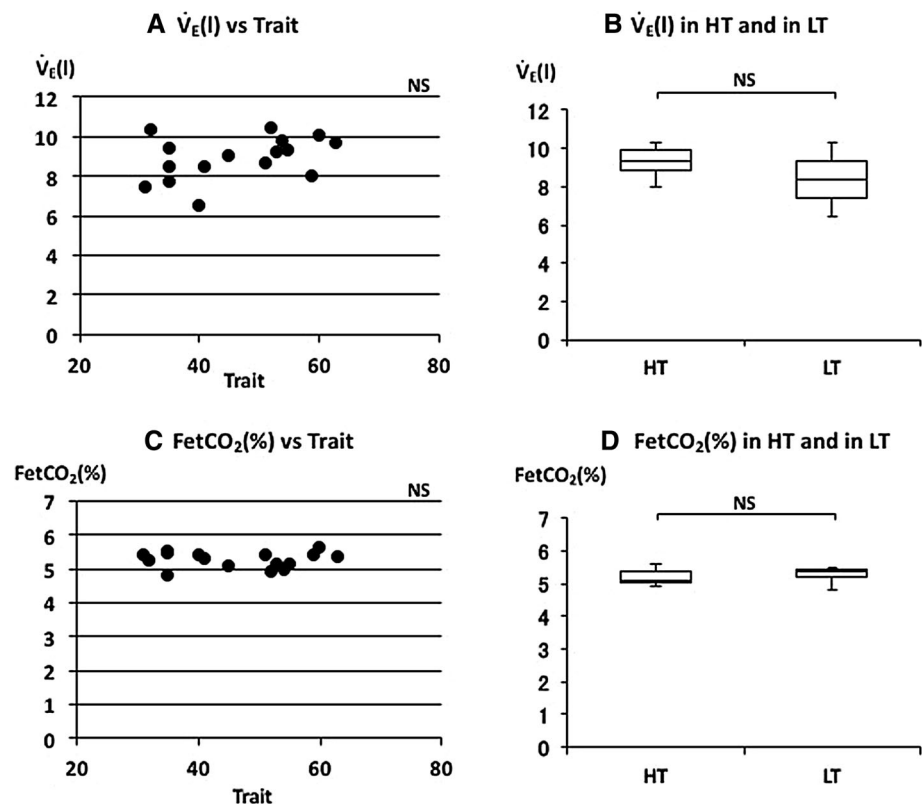 A V̇E(l) vs Trait
V̇E(l)
NS
12
10
8
6
4
2
0
20 40 60 80
Trait
B V̇E(l) in HT and in LT
V̇E(l)
NS
12
10
8
6
4
2
0
HT LT
C FetCO2(%) vs Trait
FetCO2(%)
NS
7
6
5
4
3
2
1
0
20 40 60 80
Trait
D FetCO2(%) in HT and in LT
FetCO2(%)
NS
7
6
5
4
3
2
1
0
HT LT